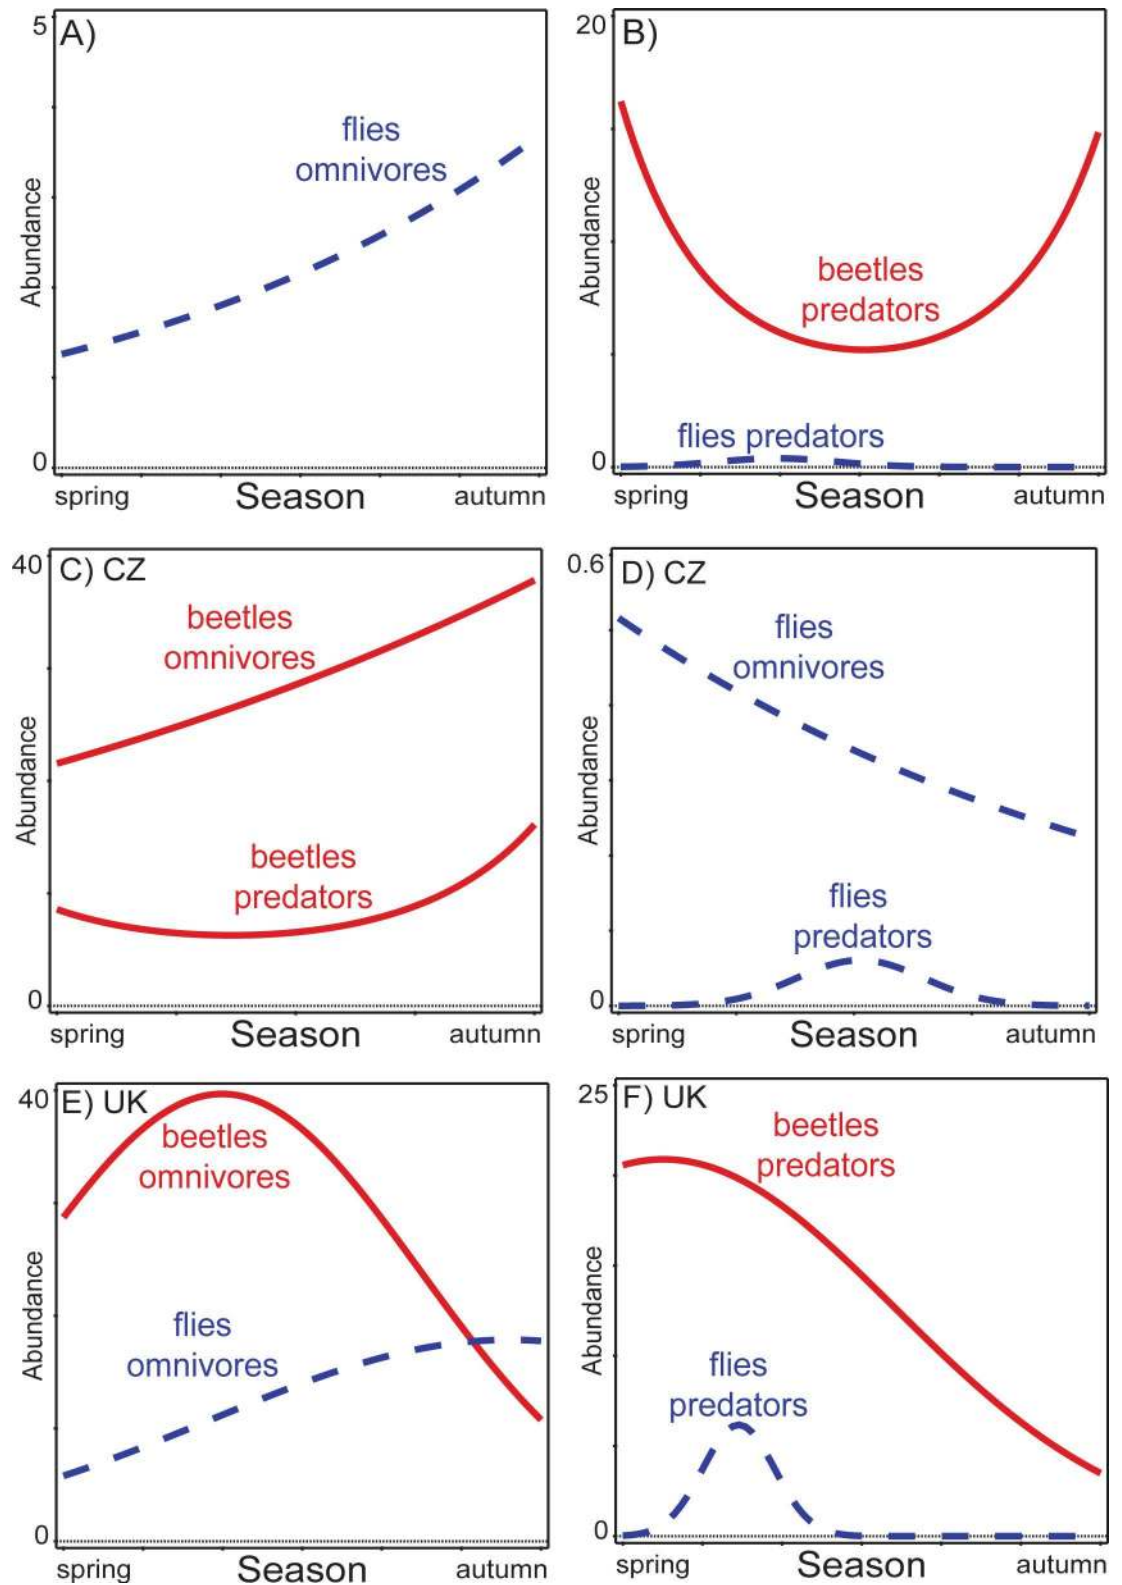 5
A)
flies
omnivores
Abundance
0
spring
Season
autumn
20
B)
beetles
predators
flies predators
Abundance
0
spring
Season
autumn
40
C) CZ
beetles
omnivores
beetles
predators
Abundance
0
spring
Season
autumn
0.6
D) CZ
flies
omnivores
flies
predators
Abundance
0
spring
Season
autumn
40
E) UK
beetles
omnivores
flies
omnivores
Abundance
0
spring
Season
autumn
25
F) UK
beetles
predators
flies
predators
Abundance
0
spring
Season
autumn